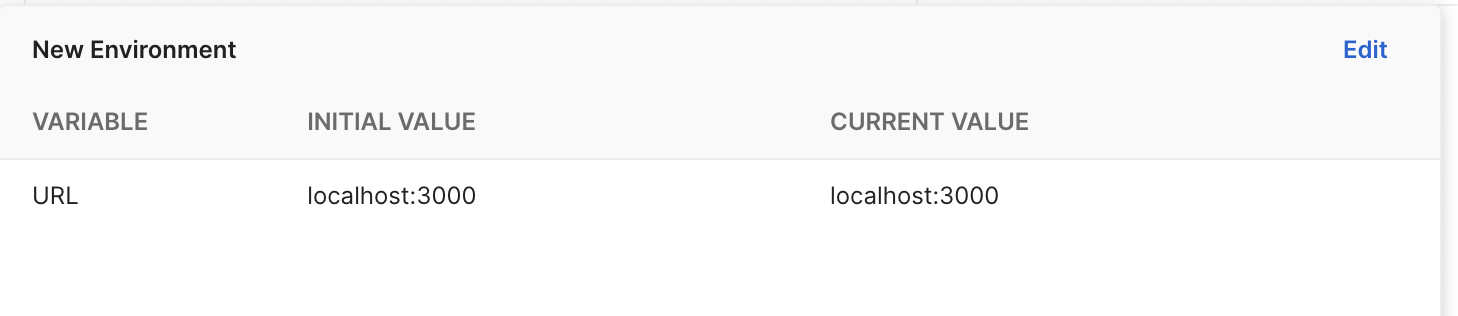 New Environment Edit
VARIABLE INITIAL VALUE CURRENT VALUE
URL localhost:3000 localhost:3000